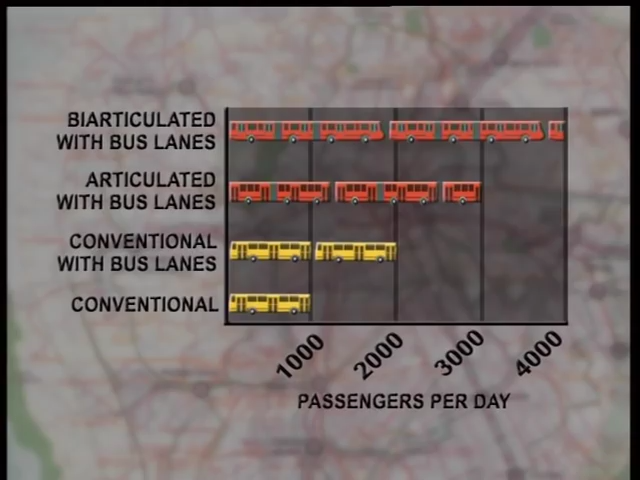 BIARTICULATED
WITH BUS LANES
ARTICULATED
WITH BUS LANES
CONVENTIONAL
WITH BUS LANES
CONVENTIONAL
1000
2000
3000
4000
PASSENGERS PER DAY